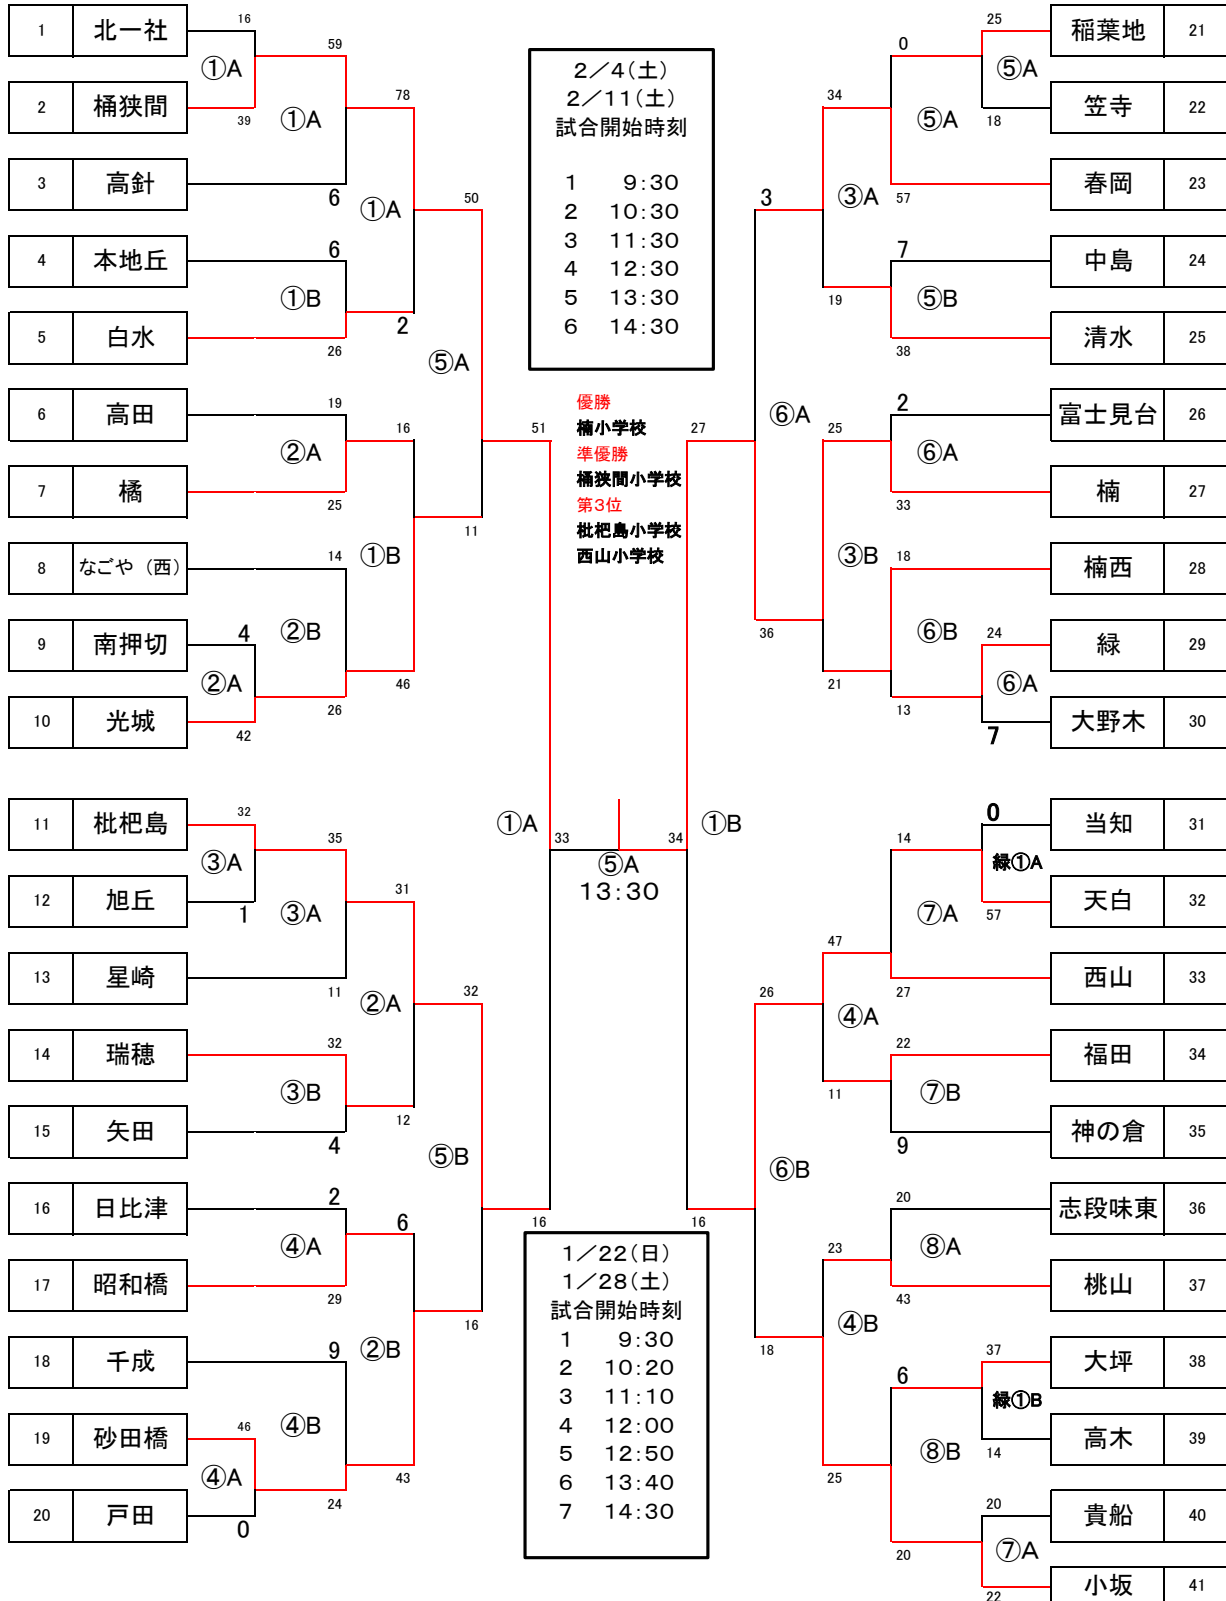 1 北一社
2 桶狭間
3 高針
4 本地丘
5 白水
6 高田
7 橘
8 なごや（西）
9 南押切
10 光城
11 枇杷島
12 旭丘
13 星崎
14 瑞穂
15 矢田
16 日比津
17 昭和橋
18 千成
19 砂田橋
20 戸田
16
①A
39
59
①A
6
78
①A
6
①B
26
2
50
⑤A
19
②A
25
16
①B
14
②B
4
②A
42
26
46
11
51
①A
32
③A
1
35
③A
11
31
②A
32
③B
4
12
32
⑤B
2
④A
29
6
②B
9
④B
46
④A
0
24
43
16
16
33
⑤A
13:30
34
2／4(土)
2／11(土)
試合開始時刻
1 9:30
2 10:30
3 11:30
4 12:30
5 13:30
6 14:30
優勝
楠小学校
準優勝
桶狭間小学校
第3位
枇杷島小学校
西山小学校
1／22(日)
1／28(土)
試合開始時刻
1 9:30
2 10:20
3 11:10
4 12:00
5 12:50
6 13:40
7 14:30
27
①B
16
3
⑥A
36
34
③A
19
0
⑤A
57
25
⑤A
18
7
⑤B
38
25
③B
21
2
⑥A
33
18
⑥B
13
24
⑥A
7
26
⑥B
18
47
④A
11
14
⑦A
27
0
緑①A
57
22
⑦B
9
23
④B
25
20
⑧A
43
6
⑧B
20
37
緑①B
14
20
⑦A
22
稲葉地 21
笠寺 22
春岡 23
中島 24
清水 25
富士見台 26
楠 27
楠西 28
緑 29
大野木 30
当知 31
天白 32
西山 33
福田 34
神の倉 35
志段味東 36
桃山 37
大坪 38
高木 39
貴船 40
小坂 41